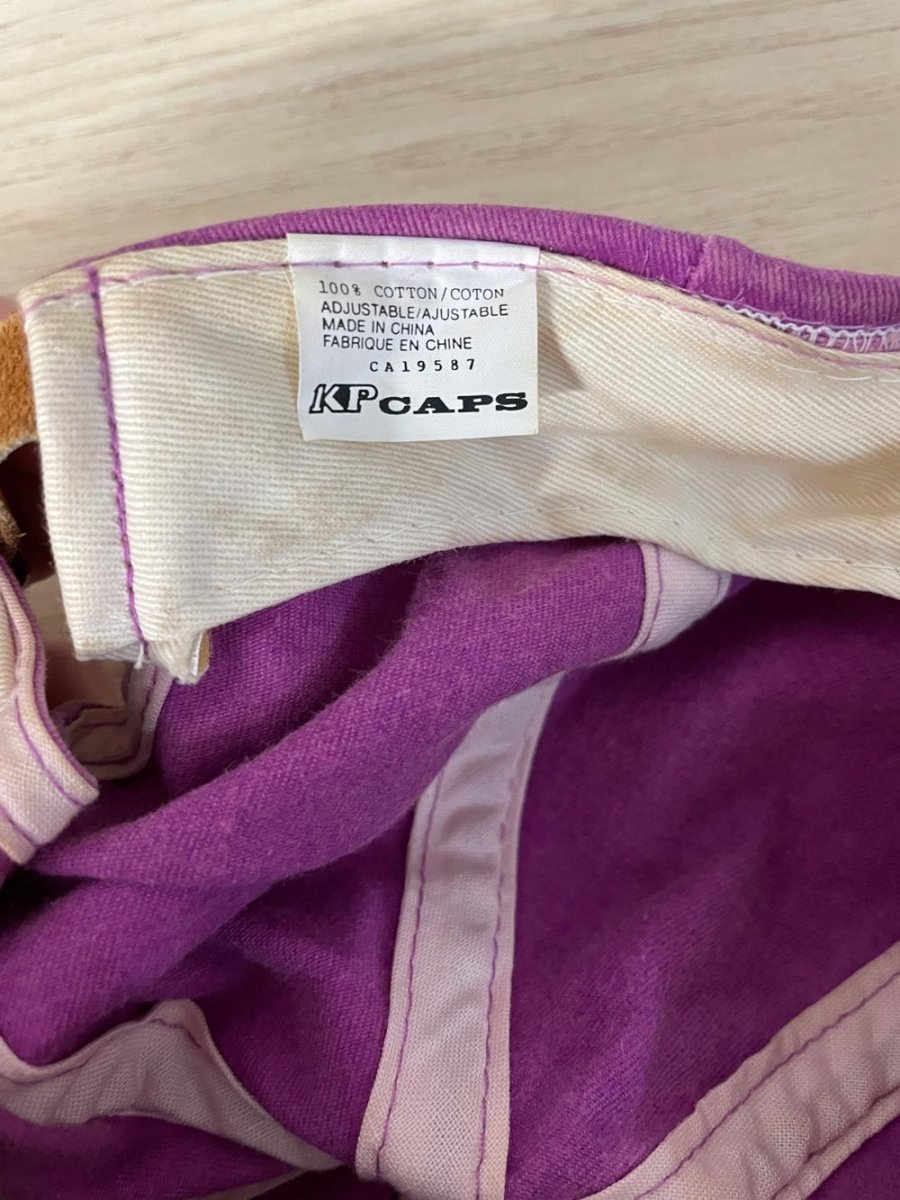 100% COTTON/COTON
ADJUSTABLE/AJUSTABLE
MADE IN CHINA
FABRIQUE EN CHINE
CA19587
KP CAPS